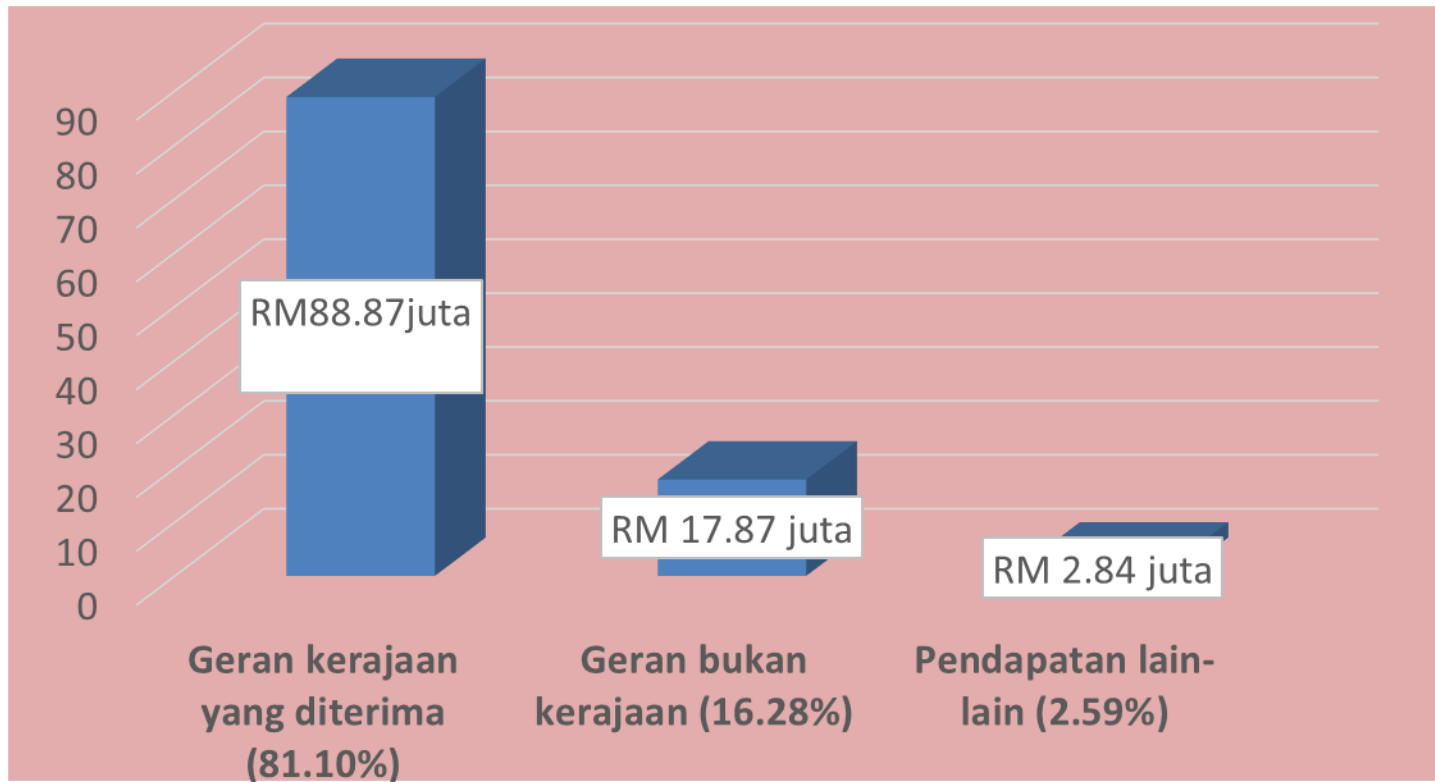 90
80
70
60
50
40
30
20
10
0
RM88.87juta
RM 17.87 juta
RM 2.84 juta
Geran kerajaan
yang diterima
(81.10%)
Geran bukan
kerajaan (16.28%)
Pendapatan lain-
lain (2.59%)